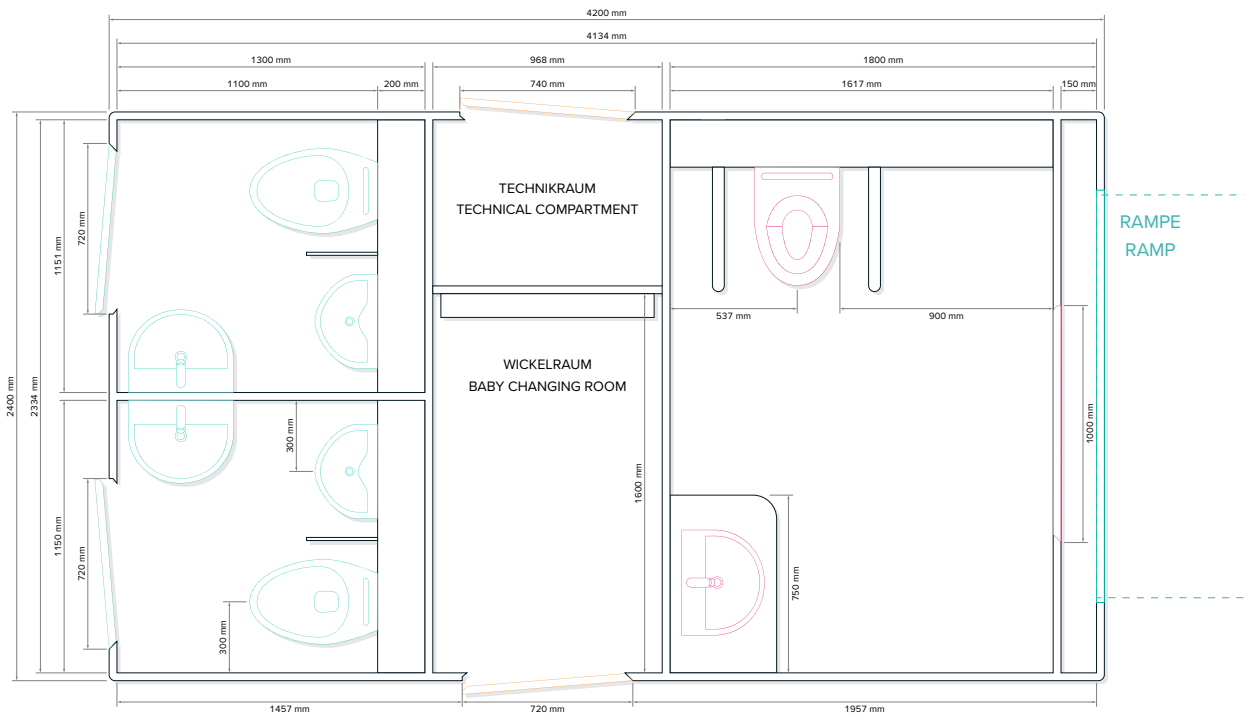 4200 mm
4134 mm
1300 mm
968 mm
1800 mm
1100 mm
200 mm
740 mm
1617 mm
150 mm
TECHNIKRAUM
TECHNICAL COMPARTMENT
RAMPE
RAMP
720 mm
1151 mm
537 mm
900 mm
WICKELRAUM
BABY CHANGING ROOM
2400 mm
2334 mm
300 mm
1000 mm
1600 mm
1150 mm
720 mm
750 mm
300 mm
1457 mm
720 mm
1957 mm